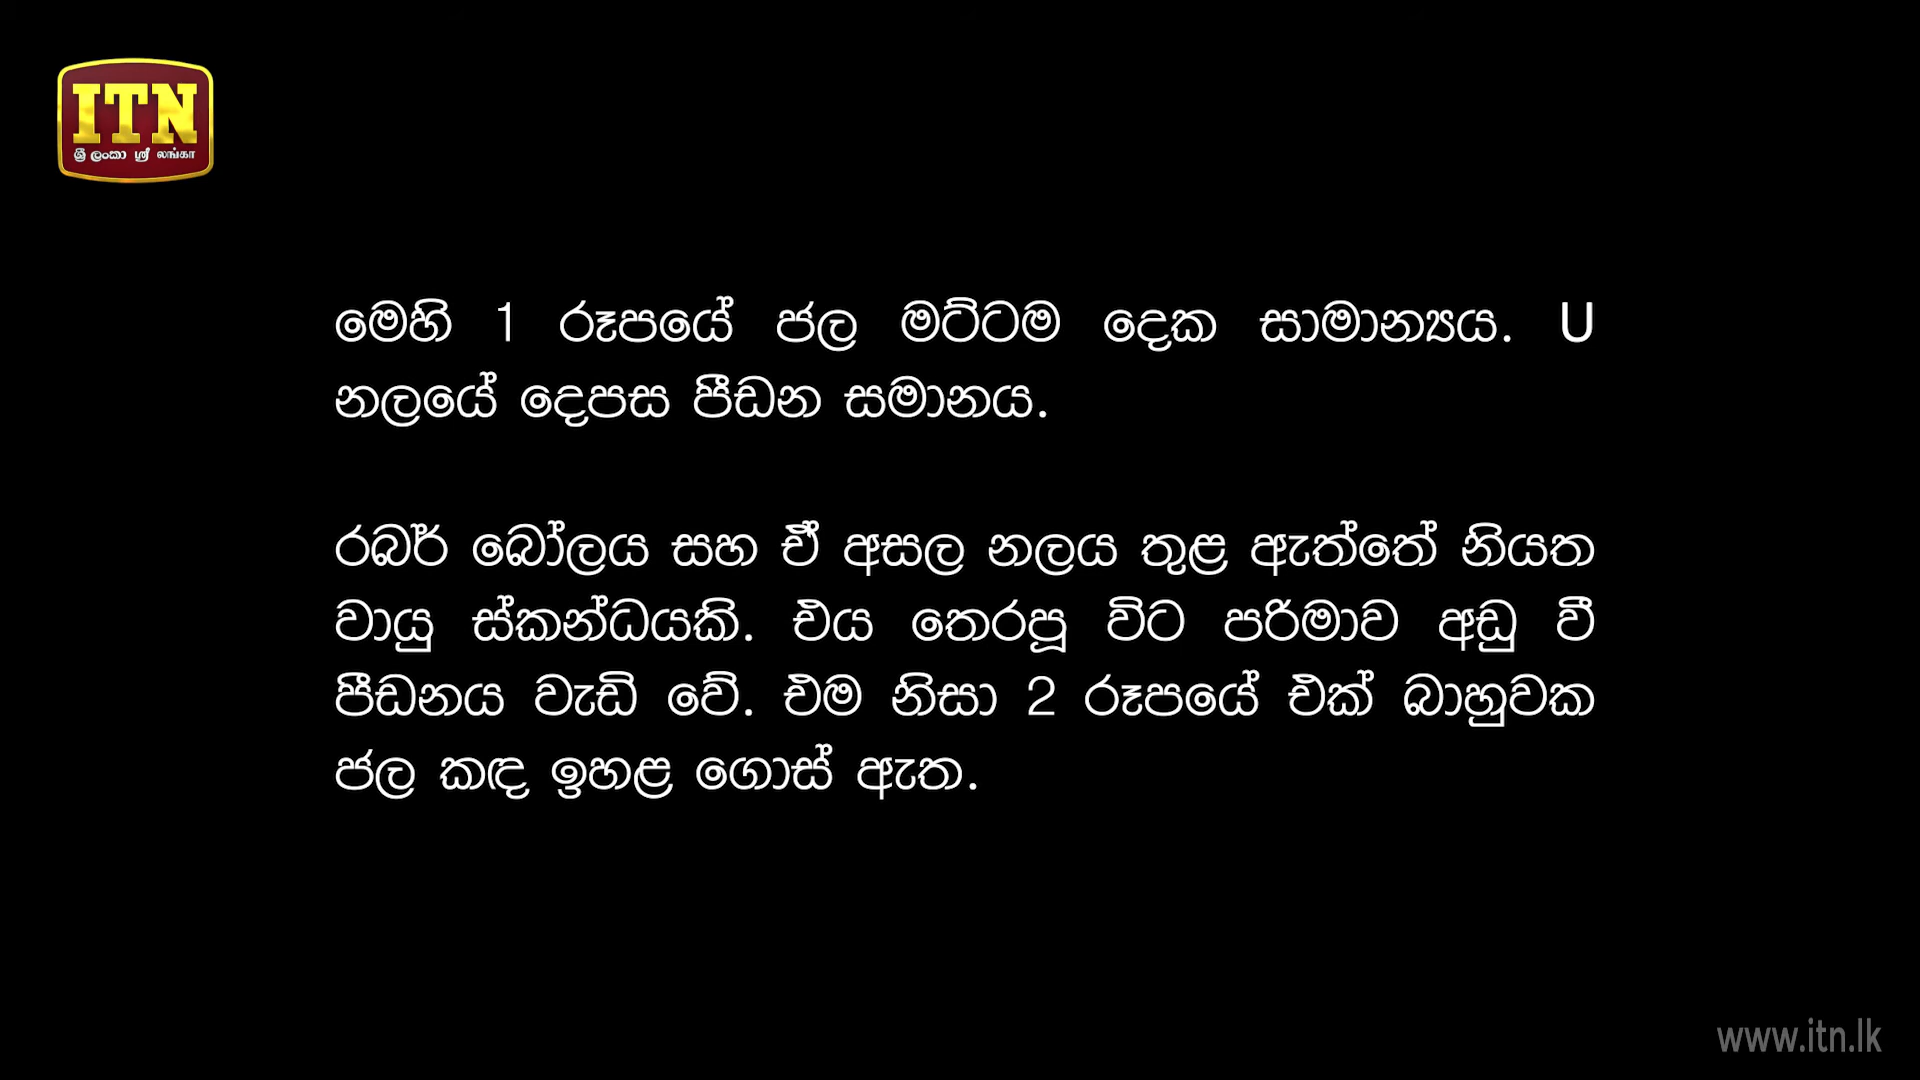 ITN
ශ්‍රී ලංකා ஸ்ரீ லங்கா
මෙහි 1 රූපයේ ජල මට්ටම දෙක සාමාන්‍යය. U
නලයේ දෙපස පීඩන සමානය.
රබර් බෝලය සහ ඒ අසල නලය තුළ ඇත්තේ නියත
වායු ස්කන්ධයකි. එය තෙරපූ විට පරිමාව අඩු වී
පීඩනය වැඩි වේ. එම නිසා 2 රූපයේ එක් බාහුවක
ජල කඳ ඉහළ ගොස් ඇත.
www.itn.lk